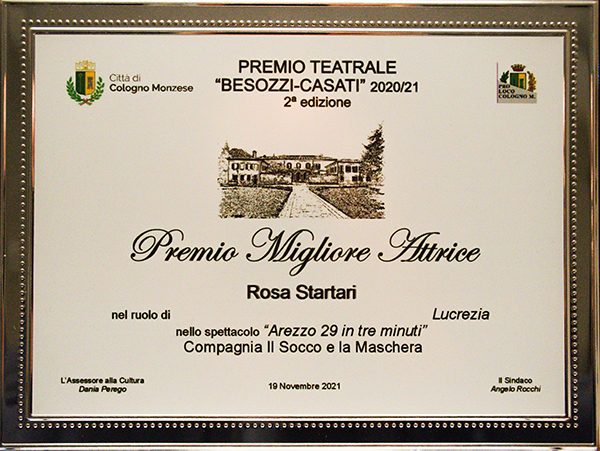 Città di
Cologno Monzese
PREMIO TEATRALE
"BESOZZI-CASATI" 2020/21
2ª edizione
PRO
LOCO
COLOGNO M.
Premio Migliore Attrice
Rosa Startari
nel ruolo di Lucrezia
nello spettacolo "Arezzo 29 in tre minuti"
Compagnia Il Socco e la Maschera
L'Assessore alla Cultura
Dania Perego
19 Novembre 2021
Il Sindaco
Angelo Rocchi